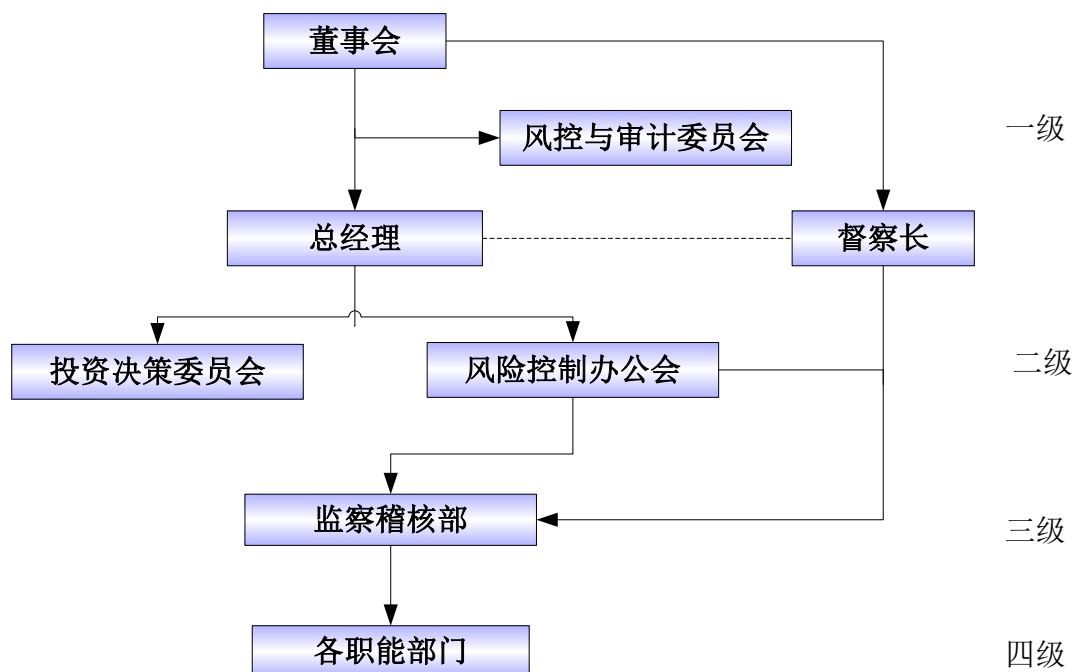 董事会
风控与审计委员会
一级
总经理
督察长
投资决策委员会
风险控制办公会
二级
监察稽核部
三级
各职能部门
四级